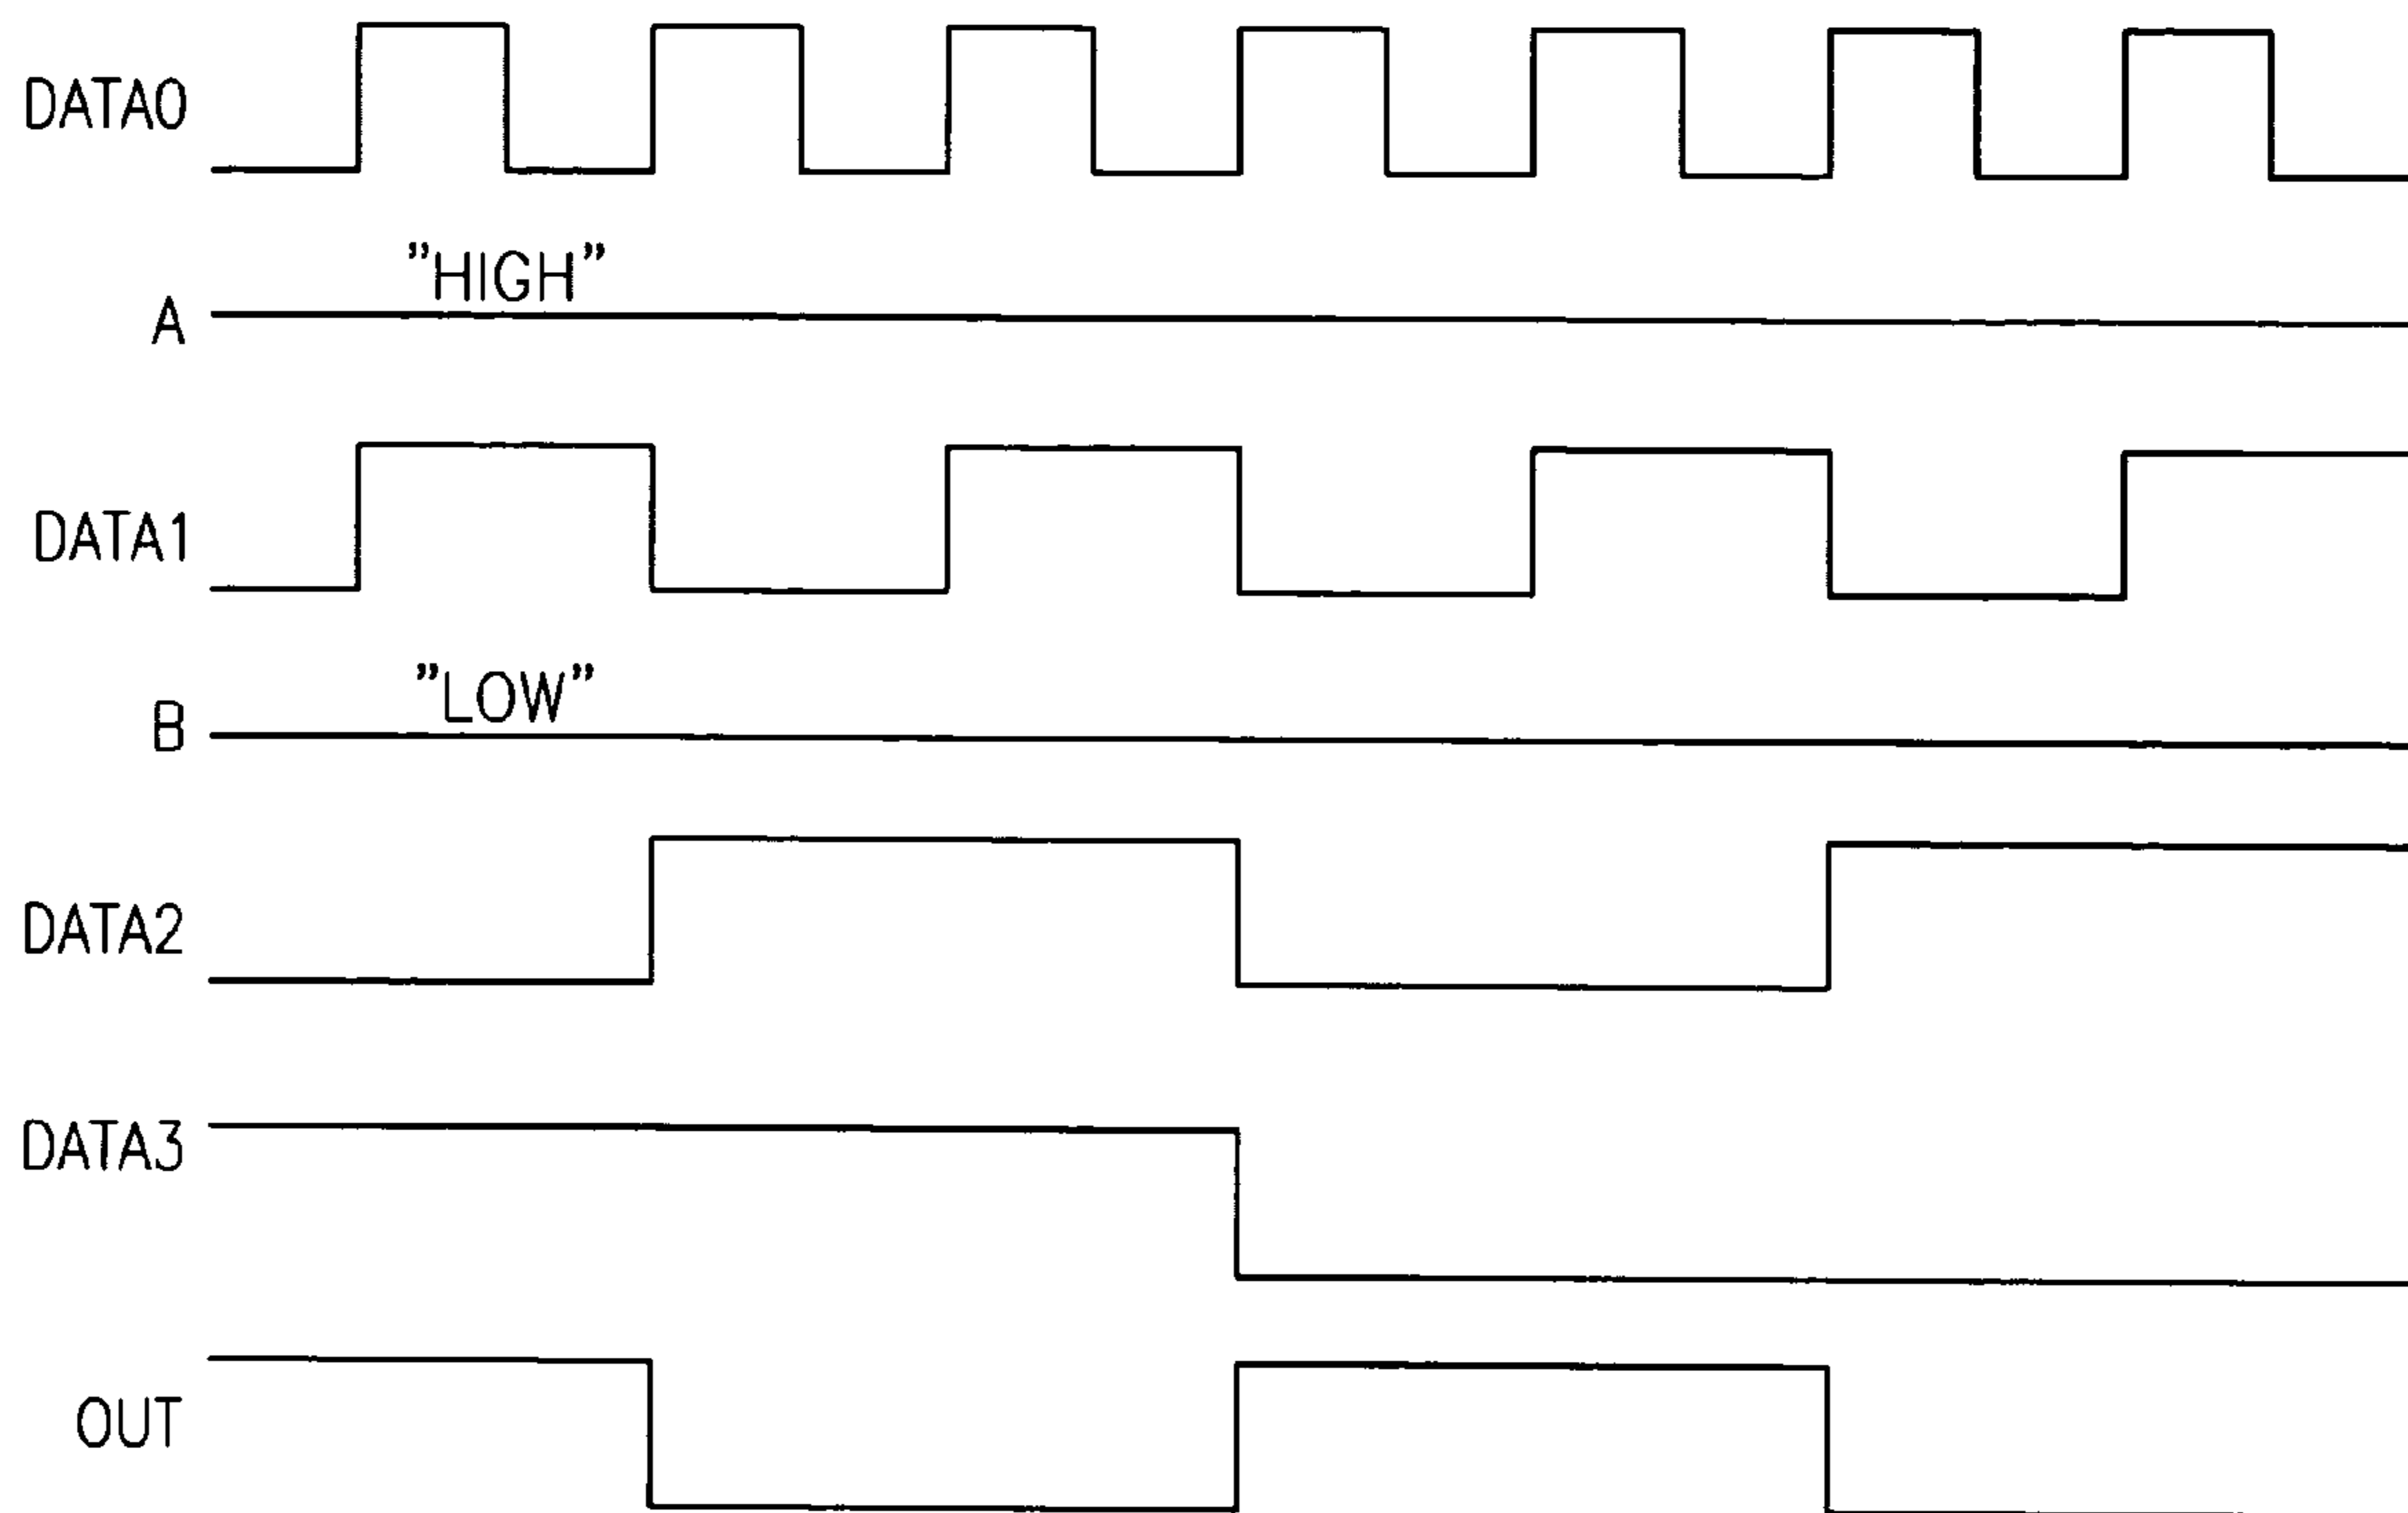 DATA0
”HIGH”
A
DATA1
”LOW”
B
DATA2
DATA3
OUT